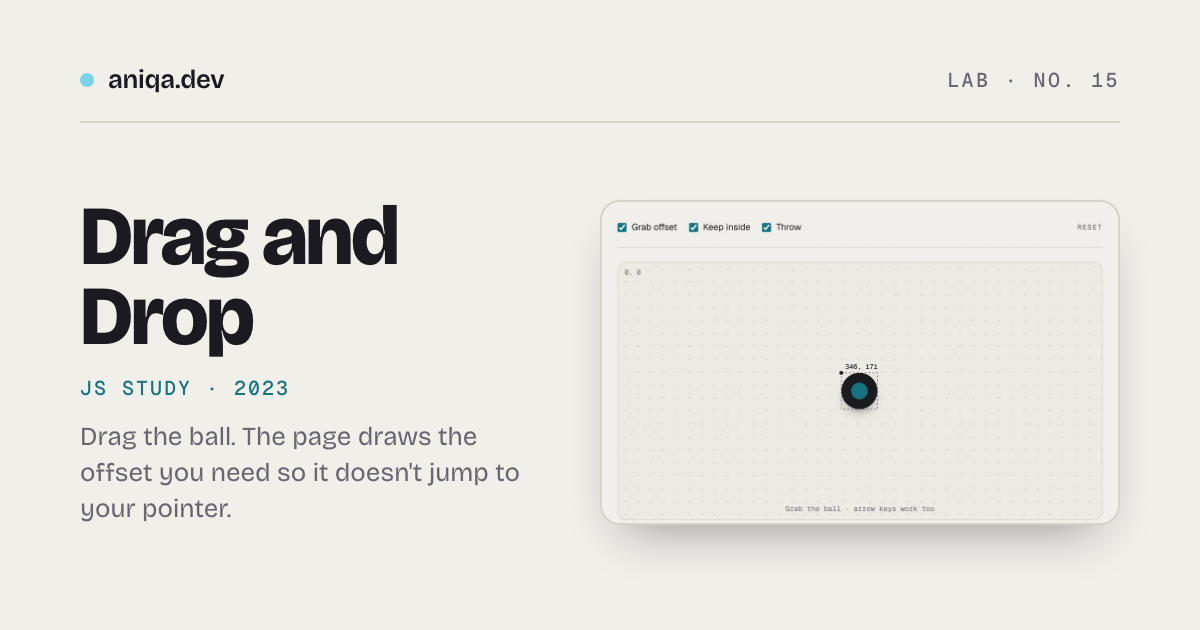 aniqa.dev
LAB · NO. 15
Drag and
Drop
JS STUDY · 2023
Drag the ball. The page draws the
offset you need so it doesn't jump to
your pointer.
Grab offset Keep inside Throw RESET
0, 0
346, 171
Grab the ball · arrow keys work too